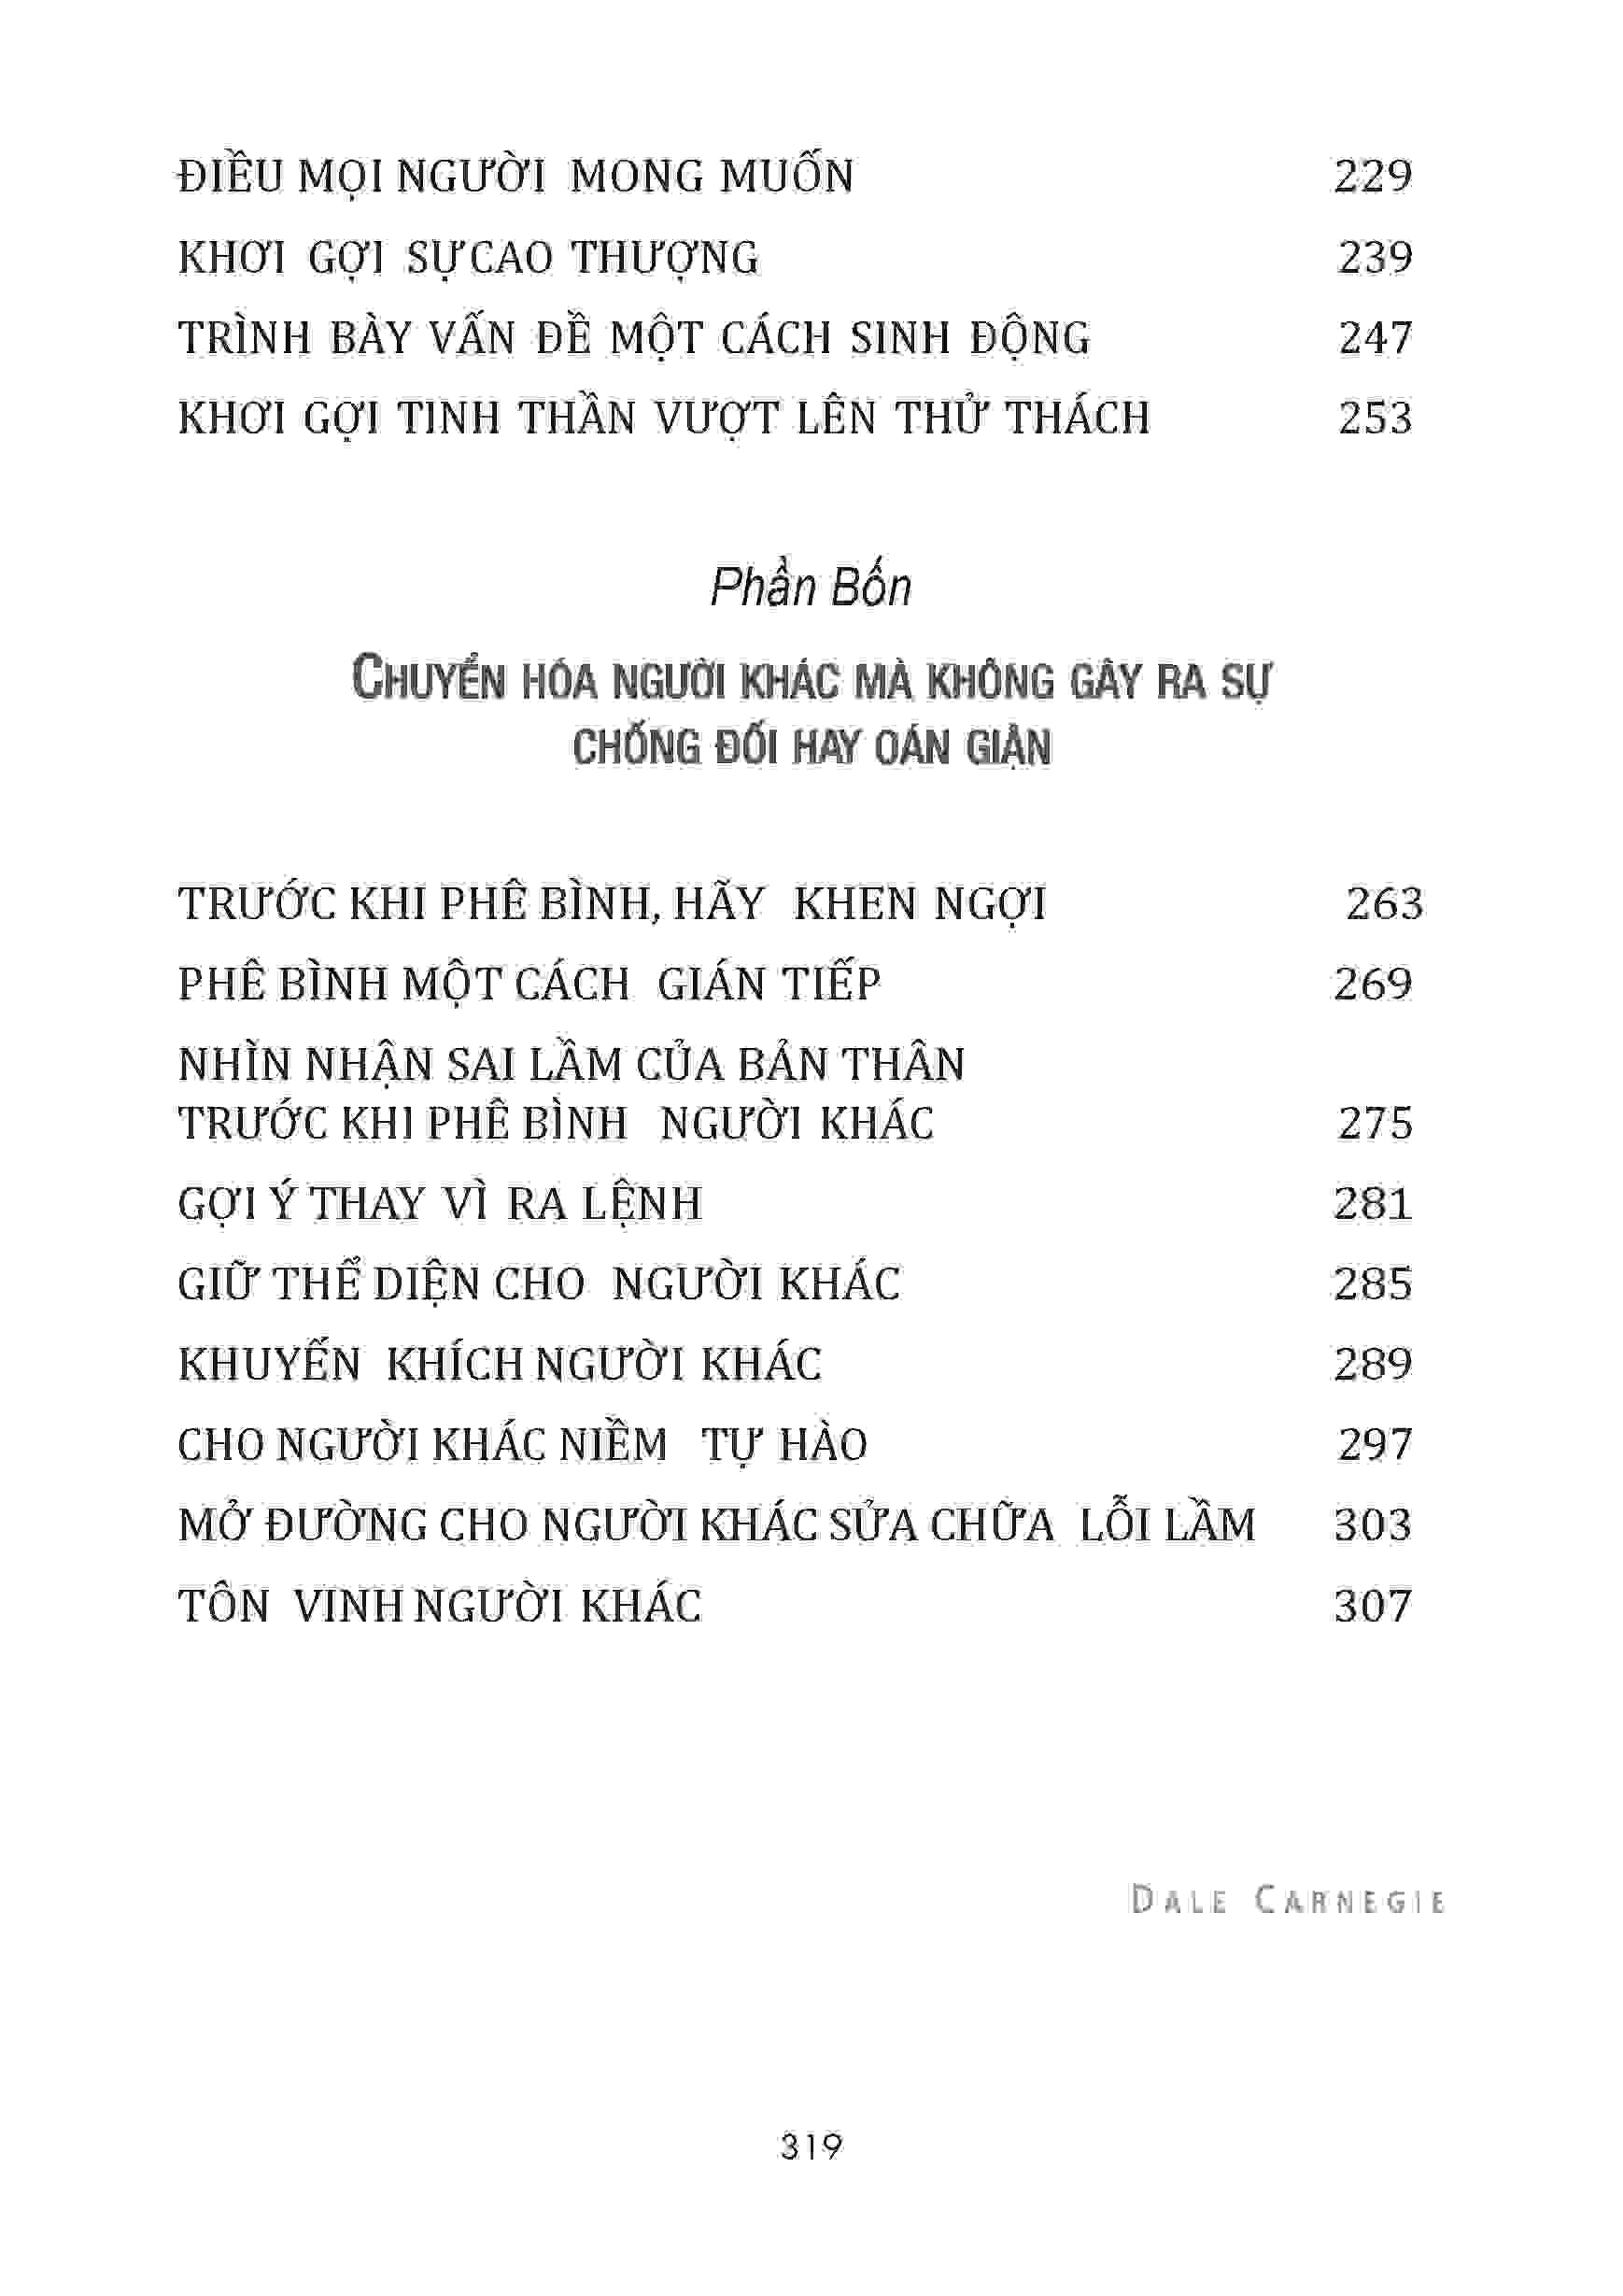 ĐIỀU MỌI NGƯỜI MONG MUỐN 229
KHƠI GỢI SỰ CAO THƯỢNG 239
TRÌNH BÀY VẤN ĐỀ MỘT CÁCH SINH ĐỘNG 247
KHƠI GỢI TINH THẦN VƯỢT LÊN THỬ THÁCH 253
Phần Bốn
CHUYỂN HÓA NGƯỜI KHÁC MÀ KHÔNG GÂY RA SỰ
CHỐNG ĐỐI HAY OÁN GIẬN
TRƯỚC KHI PHÊ BÌNH, HÃY KHEN NGỢI 263
PHÊ BÌNH MỘT CÁCH GIÁN TIẾP 269
NHÌN NHẬN SAI LẦM CỦA BẢN THÂN
TRƯỚC KHI PHÊ BÌNH NGƯỜI KHÁC 275
GỢI Ý THAY VÌ RA LỆNH 281
GIỮ THỂ DIỆN CHO NGƯỜI KHÁC 285
KHUYẾN KHÍCH NGƯỜI KHÁC 289
CHO NGƯỜI KHÁC NIỀM TỰ HÀO 297
MỞ ĐƯỜNG CHO NGƯỜI KHÁC SỬA CHỮA LỖI LẦM 303
TÔN VINH NGƯỜI KHÁC 307
DALE CARNEGIE
319